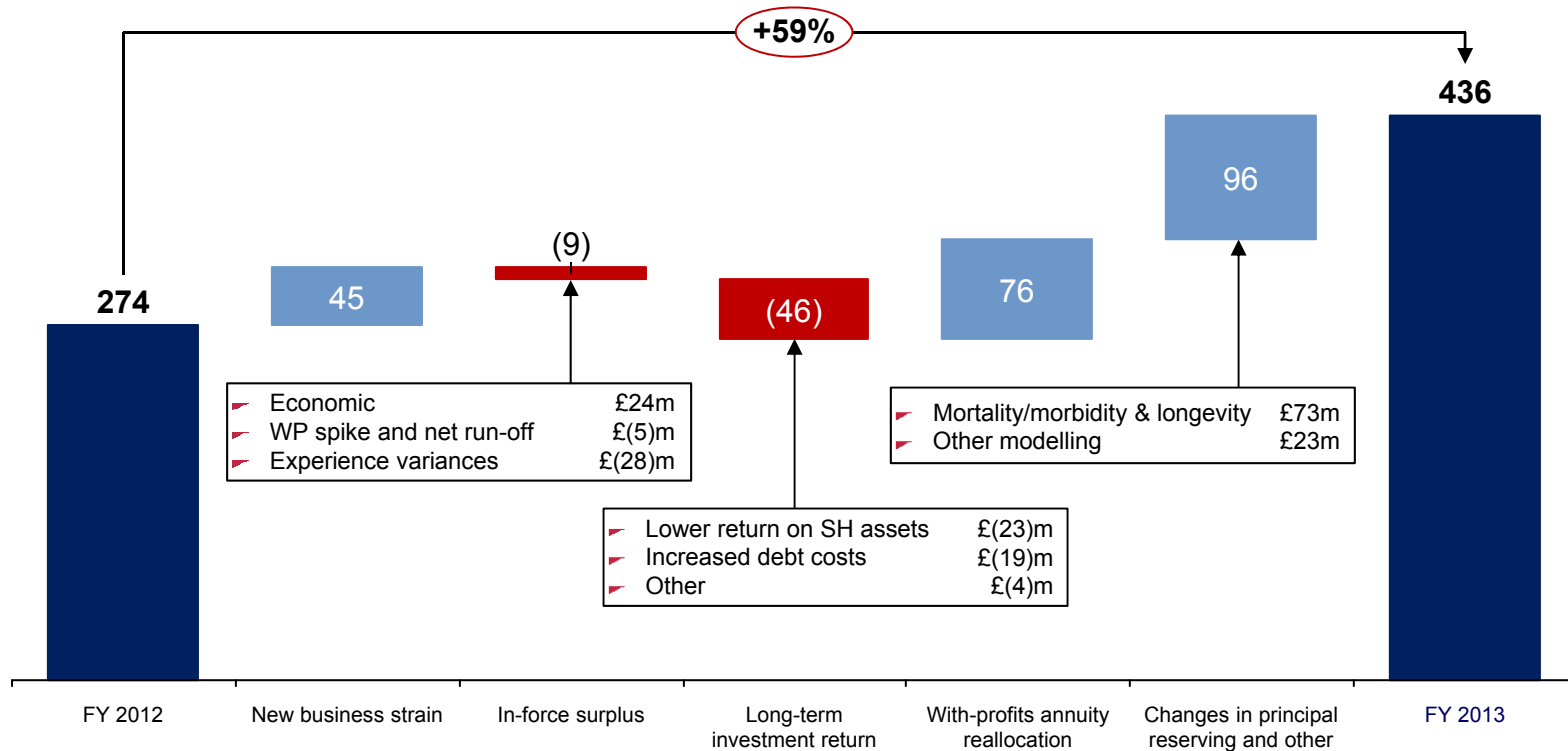 +59%
436
96
(9)
274
45
(46)
76
Economic £24m
WP spike and net run-off £(5)m
Experience variances £(28)m
Mortality/morbidity & longevity £73m
Other modelling £23m
Lower return on SH assets £(23)m
Increased debt costs £(19)m
Other £(4)m
FY 2012
New business strain
In-force surplus
Long-term
investment return
With-profits annuity
reallocation
Changes in principal
reserving and other
FY 2013